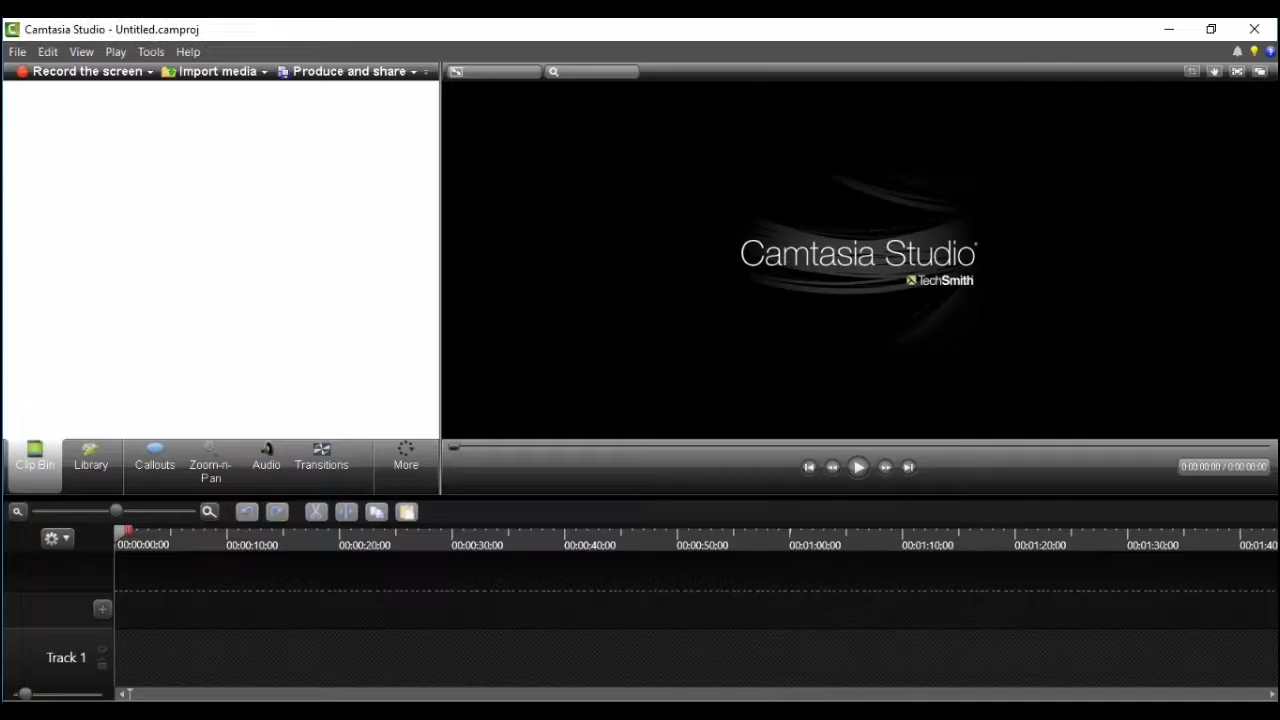 Camtasia Studio - Untitled.camproj
File Edit View Play Tools Help
Record the screen Import media Produce and share
Camtasia Studio
TechSmith
Clip Bin Library Callouts Zoom-n-Pan Audio Transitions More
0:00:00:00 / 0:00:00;00
00:00:00;00 00:00:10;00 00:00:20;00 00:00:30;00 00:00:40;00 00:00:50;00 00:01:00;00 00:01:10;00 00:01:20;00 00:01:30;00 00:01:40
Track 1